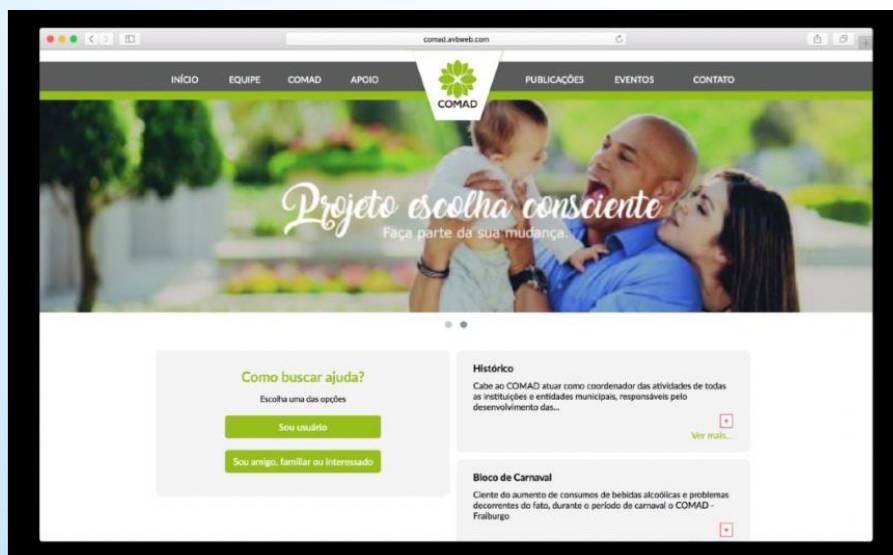 comad.avbweb.com
INÍCIO EQUIPE COMAD APOIO PUBLICAÇÕES EVENTOS CONTATO
COMAD
Projeto escolha consciente
Faça parte da sua mudança.
Como buscar ajuda?
Escolha uma das opções
Sou usuário
Sou amigo, familiar ou interessado
Histórico
Cabe ao COMAD atuar como coordenador das atividades de todas
as instituições e entidades municipais, responsáveis pelo
desenvolvimento das...
+
Ver mais...
Bloco de Carnaval
Ciente do aumento de consumos de bebidas alcoólicas e problemas
decorrentes do fato, durante o período de carnaval o COMAD -
Fraiburgo
+